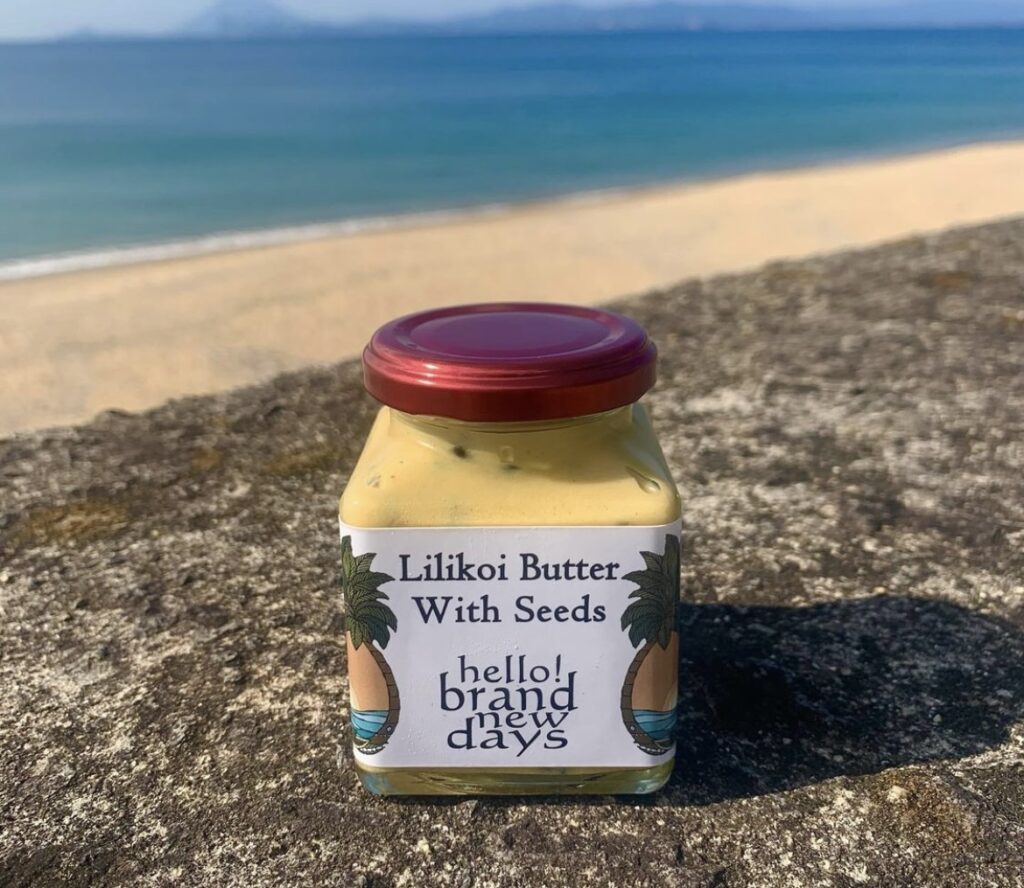 Lilikoi Butter
With Seeds
hello!
brand
new
days